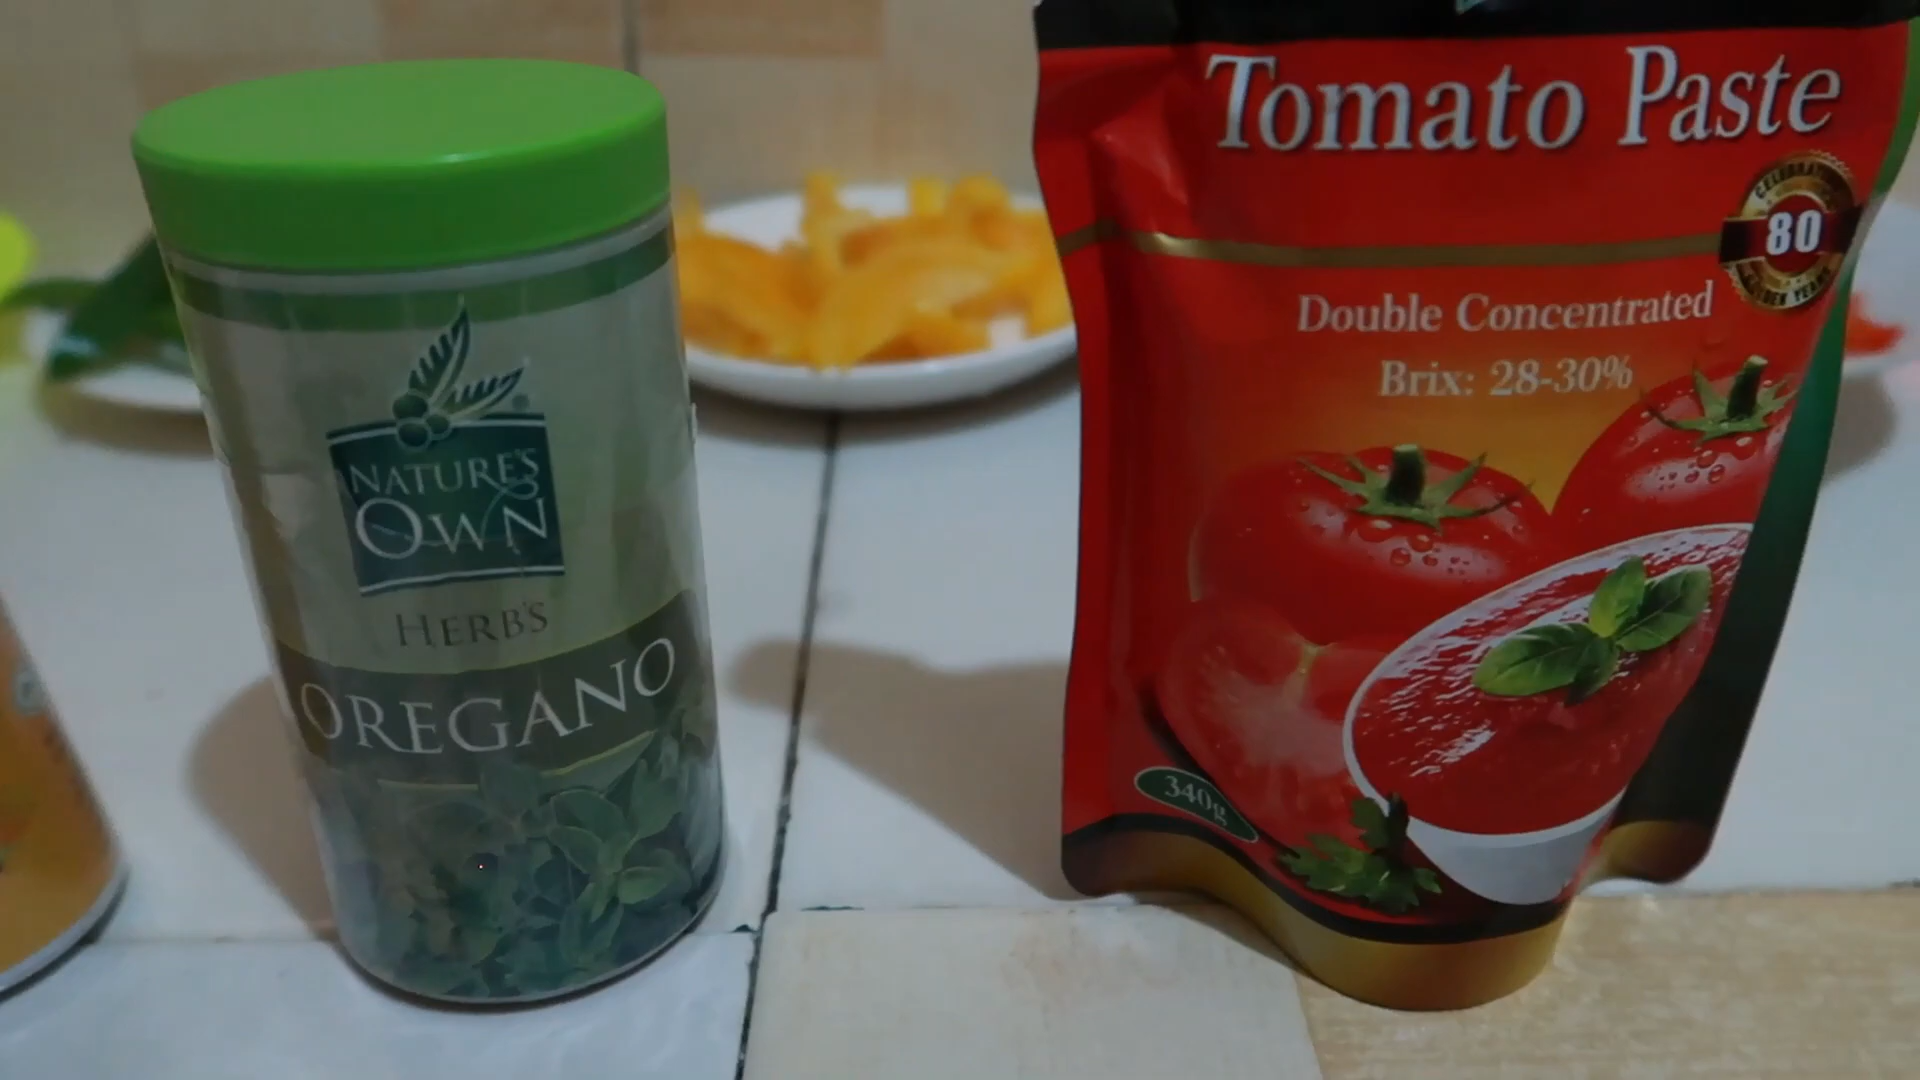 NATURE'S
OWN
HERB'S
OREGANO
Tomato Paste
80
Double Concentrated
Brix: 28-30%
340g